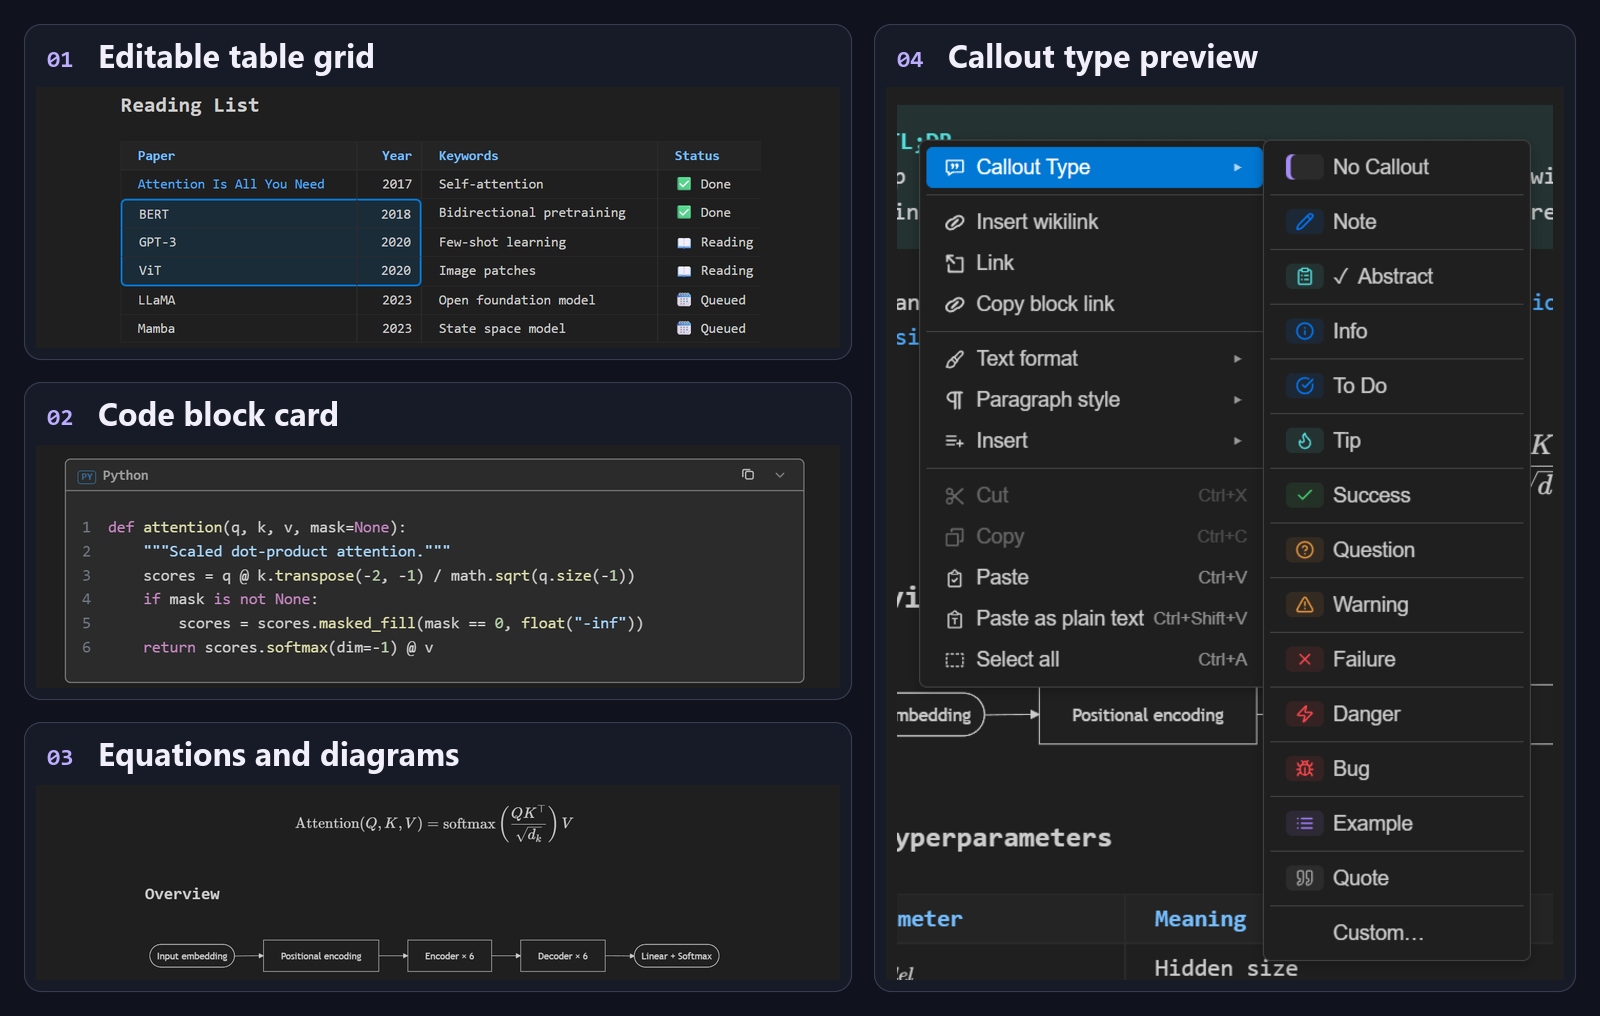 01 Editable table grid
Reading List
Paper Year Keywords Status
Attention Is All You Need 2017 Self-attention ✅ Done
BERT 2018 Bidirectional pretraining ✅ Done
GPT-3 2020 Few-shot learning 📖 Reading
ViT 2020 Image patches 📖 Reading
LLaMA 2023 Open foundation model 🗓 Queued
Mamba 2023 State space model 🗓 Queued
02 Code block card
PY Python
1 def attention(q, k, v, mask=None):
2     """Scaled dot-product attention."""
3     scores = q @ k.transpose(-2, -1) / math.sqrt(q.size(-1))
4     if mask is not None:
5         scores = scores.masked_fill(mask == 0, float("-inf"))
6     return scores.softmax(dim=-1) @ v
03 Equations and diagrams
Attention(Q, K, V) = softmax(QK⊤/√dk) V
Overview
Input embedding Positional encoding Encoder × 6 Decoder × 6 Linear + Softmax
04 Callout type preview
TL;DR
Callout Type
Insert wikilink
Link
Copy block link
Text format
Paragraph style
Insert
Cut Ctrl+X
Copy Ctrl+C
Paste Ctrl+V
Paste as plain text Ctrl+Shift+V
Select all Ctrl+A
No Callout
Note
✓ Abstract
Info
To Do
Tip
Success
Question
Warning
Failure
Danger
Bug
Example
Quote
Custom...
mbedding Positional encoding
yperparameters
meter Meaning
Hidden size